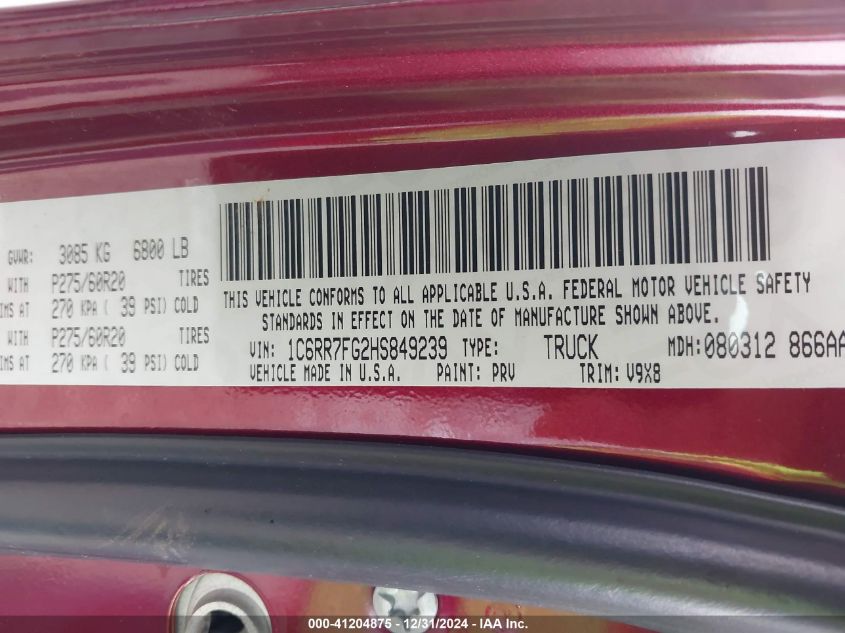 GVWR: 3085 KG 6800 LB
WITH P275/60R20 TIRES
IMS AT 270 KPA ( 39 PSI) COLD
WITH P275/60R20 TIRES
IMS AT 270 KPA ( 39 PSI) COLD
THIS VEHICLE CONFORMS TO ALL APPLICABLE U.S.A. FEDERAL MOTOR VEHICLE SAFETY
STANDARDS IN EFFECT ON THE DATE OF MANUFACTURE SHOWN ABOVE.
VIN: 1C6RR7FG2HS849239 TYPE: TRUCK MDH:080312 866AA
VEHICLE MADE IN U.S.A. PAINT: PRV TRIM: V9X8
000-41204875 - 12/31/2024 - IAA Inc.